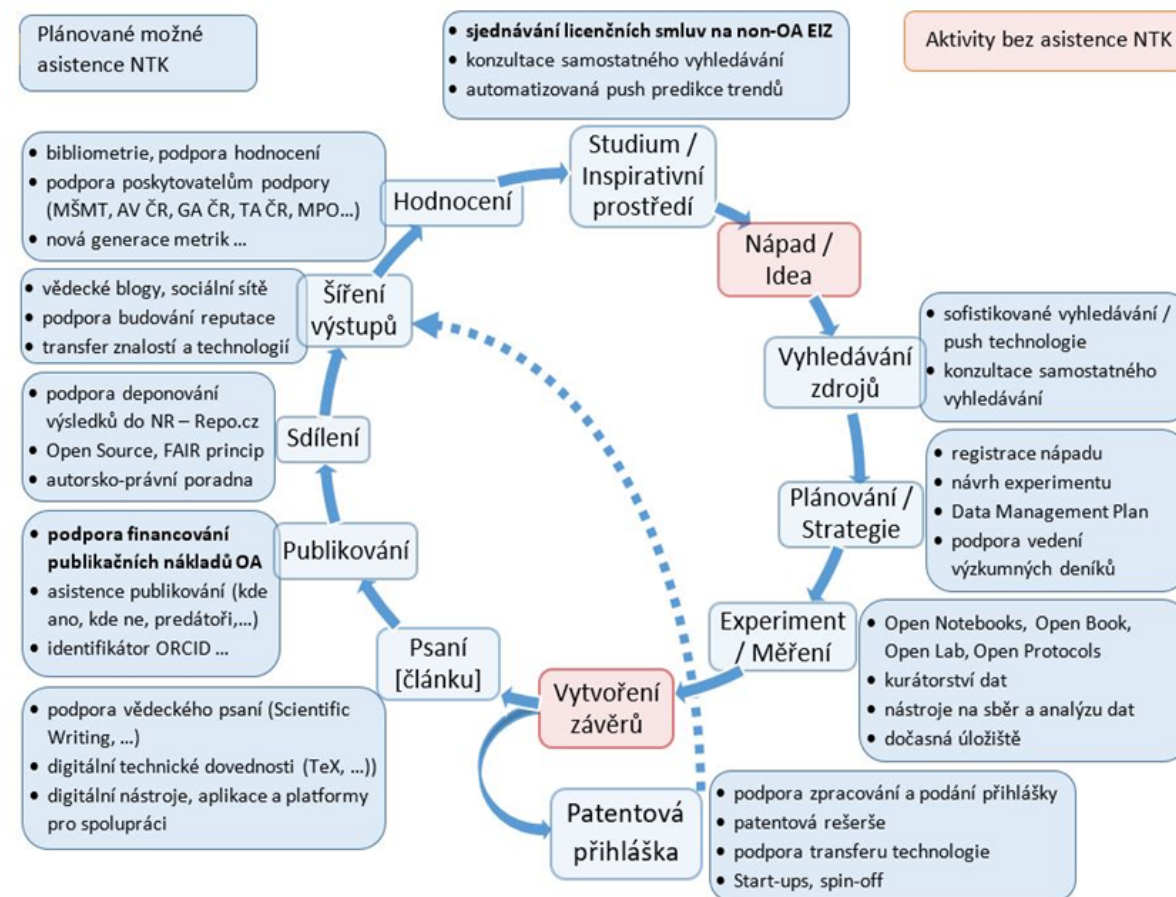 Plánované možné
asistence NTK
• sjednávání licenčních smluv na non-OA EIZ
• konzultace samostatného vyhledávání
• automatizovaná push predikce trendů
Aktivity bez asistence NTK
Studium /
Inspirativní
prostředí
Nápad /
Idea
Vyhledávání
zdrojů
• sofistikované vyhledávání /
push technologie
• konzultace samostatného
vyhledávání
Plánování /
Strategie
• registrace nápadu
• návrh experimentu
• Data Management Plan
• podpora vedení
výzkumných deníků
Experiment
/ Měření
• Open Notebooks, Open Book,
Open Lab, Open Protocols
• kurátorství dat
• nástroje na sběr a analýzu dat
• dočasná úložiště
Vytvoření
závěrů
Patentová
přihláška
• podpora zpracování a podání přihlášky
• patentová rešerše
• podpora transferu technologie
• Start-ups, spin-off
Psaní
[článku]
• podpora vědeckého psaní (Scientific
Writing, …)
• digitální technické dovednosti (TeX, …))
• digitální nástroje, aplikace a platformy
pro spolupráci
Publikování
• podpora financování
publikačních nákladů OA
• asistence publikování (kde
ano, kde ne, predátoři,…)
• identifikátor ORCID …
Sdílení
• podpora deponování
výsledků do NR – Repo.cz
• Open Source, FAIR princip
• autorsko-právní poradna
Šíření
výstupů
• vědecké blogy, sociální sítě
• podpora budování reputace
• transfer znalostí a technologií
Hodnocení
• bibliometrie, podpora hodnocení
• podpora poskytovatelům podpory
(MŠMT, AV ČR, GA ČR, TA ČR, MPO…)
• nová generace metrik …